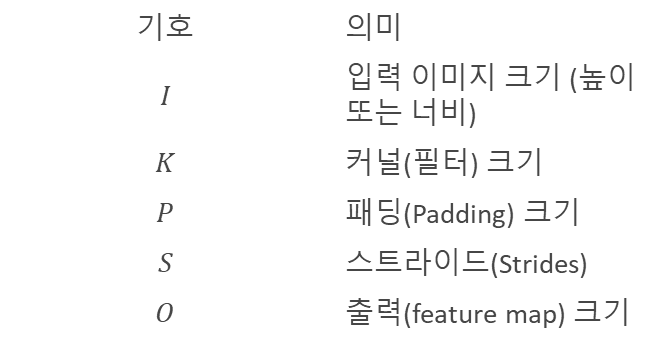 기호 의미
I 입력 이미지 크기 (높이
또는 너비)
K 커널(필터) 크기
P 패딩(Padding) 크기
S 스트라이드(Strides)
O 출력(feature map) 크기